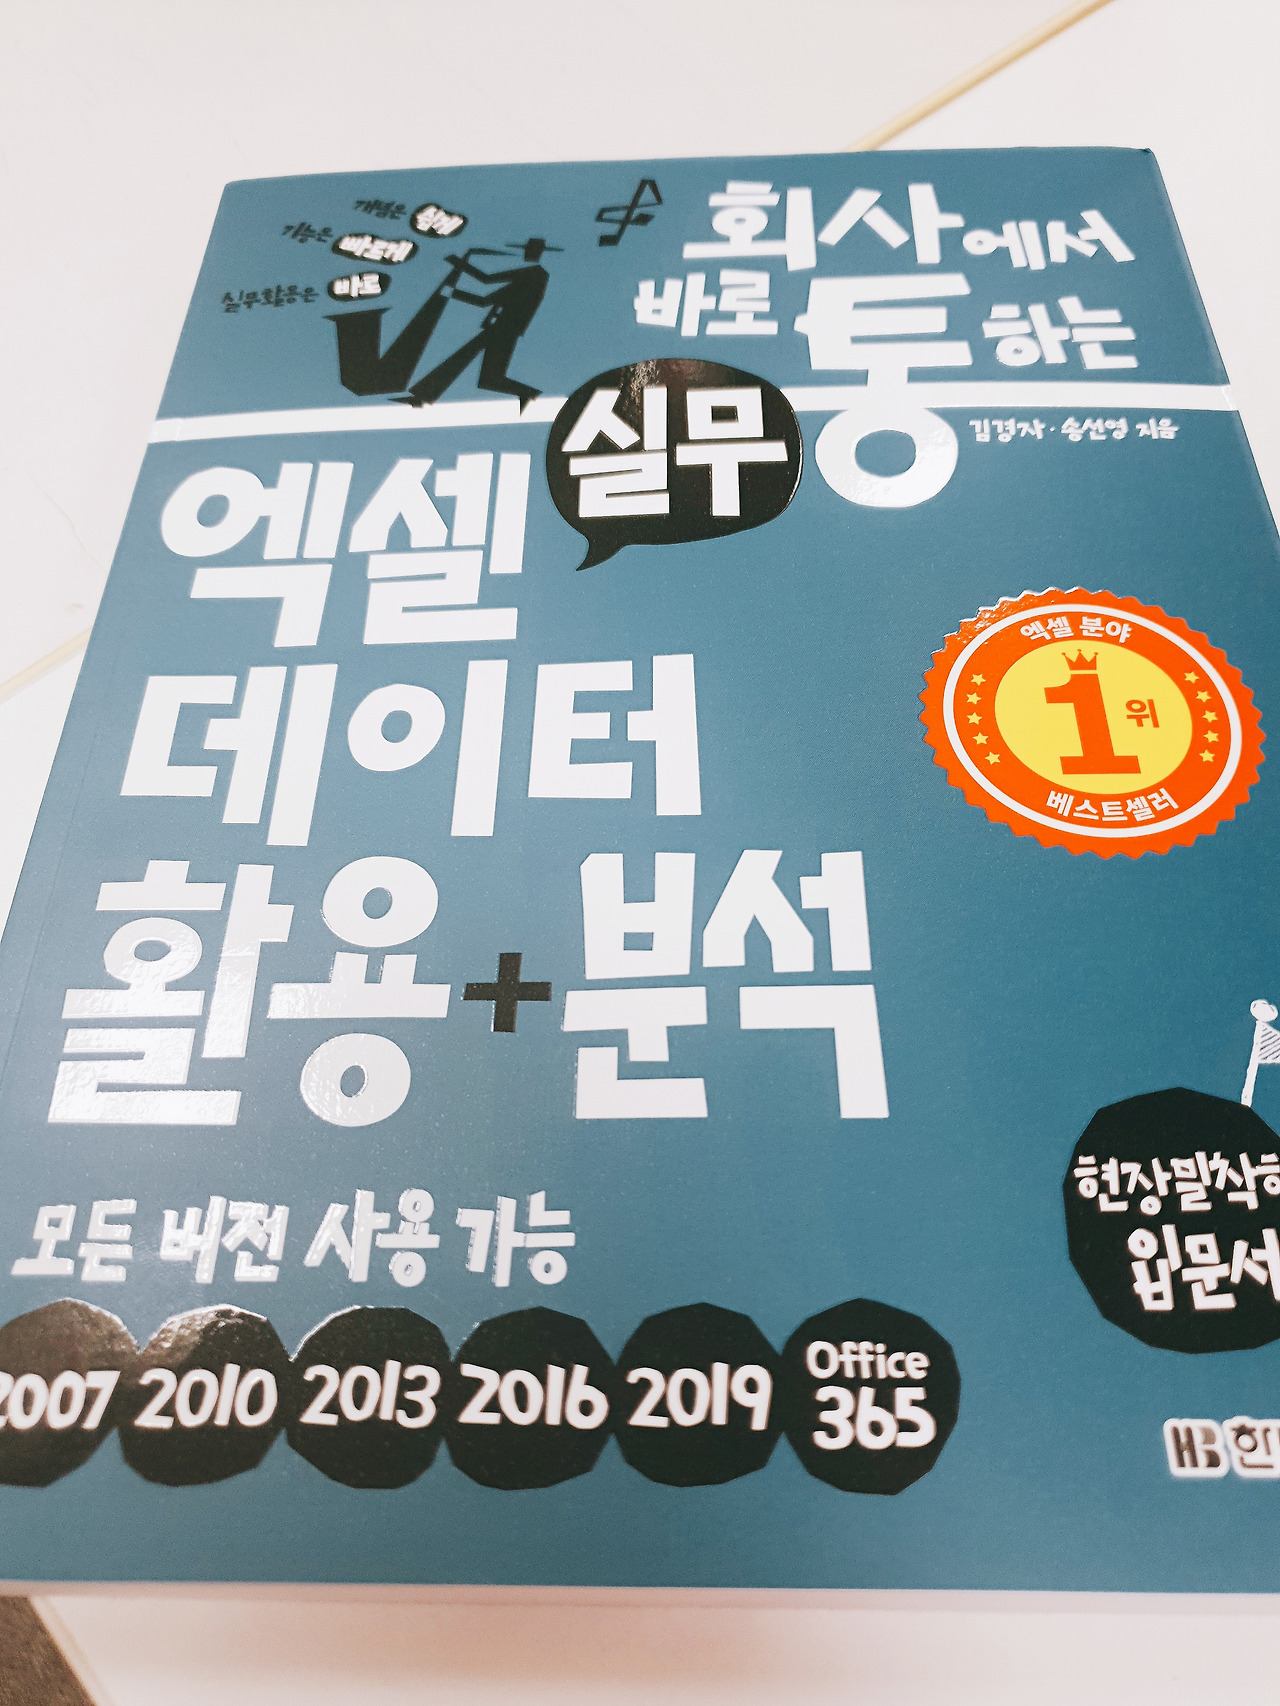 개념은 쉽게
기능은 빠르게
실무활용은 바로
회사에서
바로 통하는
김경자·송선영 지음
실무
엑셀
데이터
활용+분석
엑셀 분야
1위
베스트셀러
현장밀착
입문서
모든 버전 사용 가능
2007 2010 2013 2016 2019 Office 365
HB 한